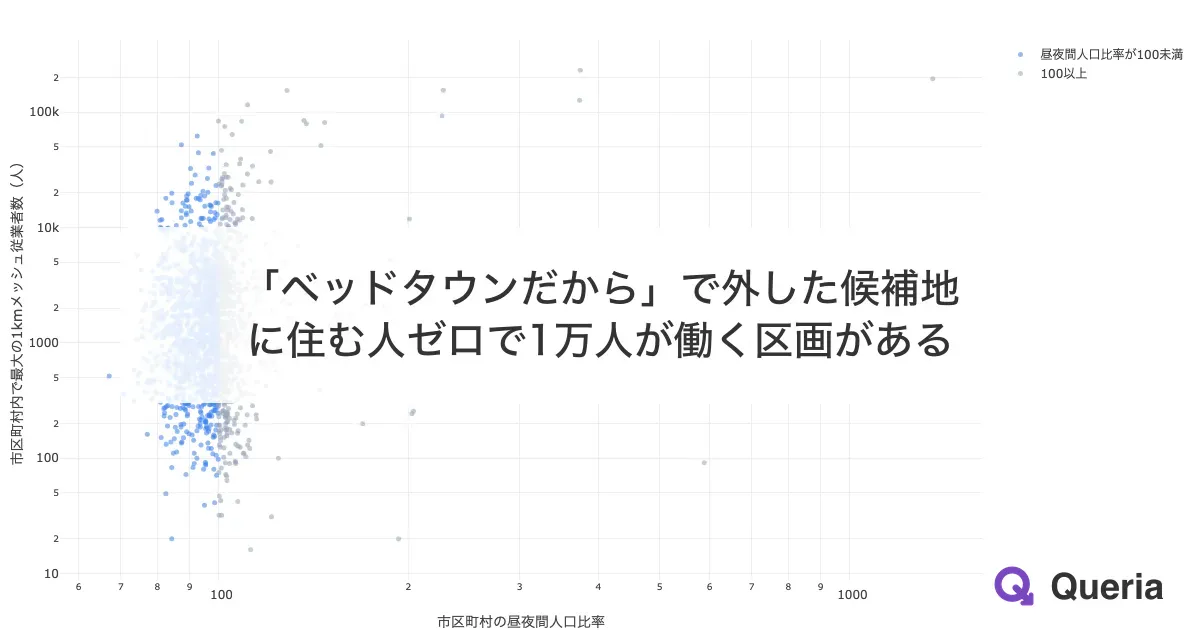 「ベッドタウンだから」で外した候補地
に住む人ゼロで1万人が働く区画がある
昼夜間人口比率が100未満
100以上
市区町村内で最大の1kmメッシュ従業者数（人）
2
100k
5
2
10k
5
2
1000
5
2
100
5
2
10
6 7 8 9 100 2 3 4 5 6 7 8 9 1000
市区町村の昼夜間人口比率
Queria